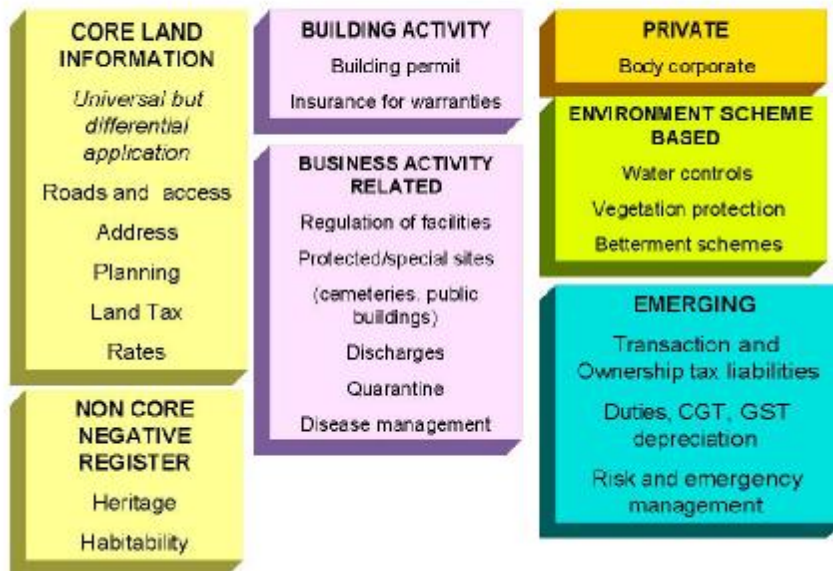 CORE LAND
INFORMATION
Universal but
differential
application
Roads and access
Address
Planning
Land Tax
Rates
NON CORE
NEGATIVE
REGISTER
Heritage
Habitability
BUILDING ACTIVITY
Building permit
Insurance for warranties
BUSINESS ACTIVITY
RELATED
Regulation of facilities
Protected/special sites
(cemeteries, public
buildings)
Discharges
Quarantine
Disease management
PRIVATE
Body corporate
ENVIRONMENT SCHEME
BASED
Water controls
Vegetation protection
Betterment schemes
EMERGING
Transaction and
Ownership tax liabilities
Duties, CGT, GST
depreciation
Risk and emergency
management